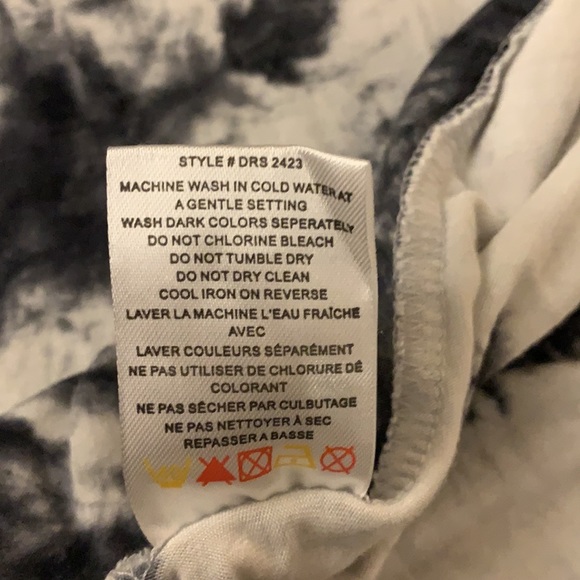 STYLE # DRS 2423
MACHINE WASH IN COLD WATER AT
A GENTLE SETTING
WASH DARK COLORS SEPERATELY
DO NOT CHLORINE BLEACH
DO NOT TUMBLE DRY
DO NOT DRY CLEAN
COOL IRON ON REVERSE
LAVER LA MACHINE L'EAU FRAÎCHE
AVEC
LAVER COULEURS SÉPARÉMENT
NE PAS UTILISER DE CHLORURE DÉ
COLORANT
NE PAS SÉCHER PAR CULBUTAGE
NE PAS NETTOYER À SEC
REPASSER A BASSE